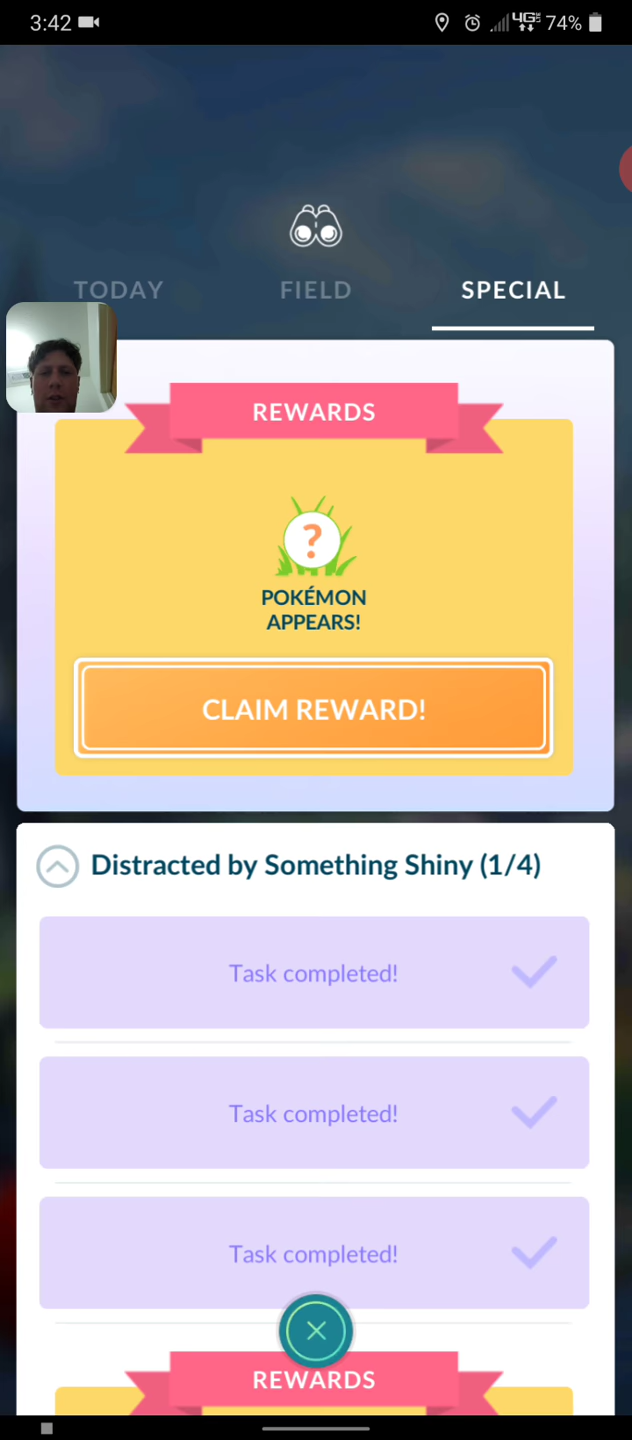 3:42
4G LTE 74%
TODAY FIELD SPECIAL
REWARDS
?
POKÉMON
APPEARS!
CLAIM REWARD!
Distracted by Something Shiny (1/4)
Task completed!
Task completed!
Task completed!
REWARDS